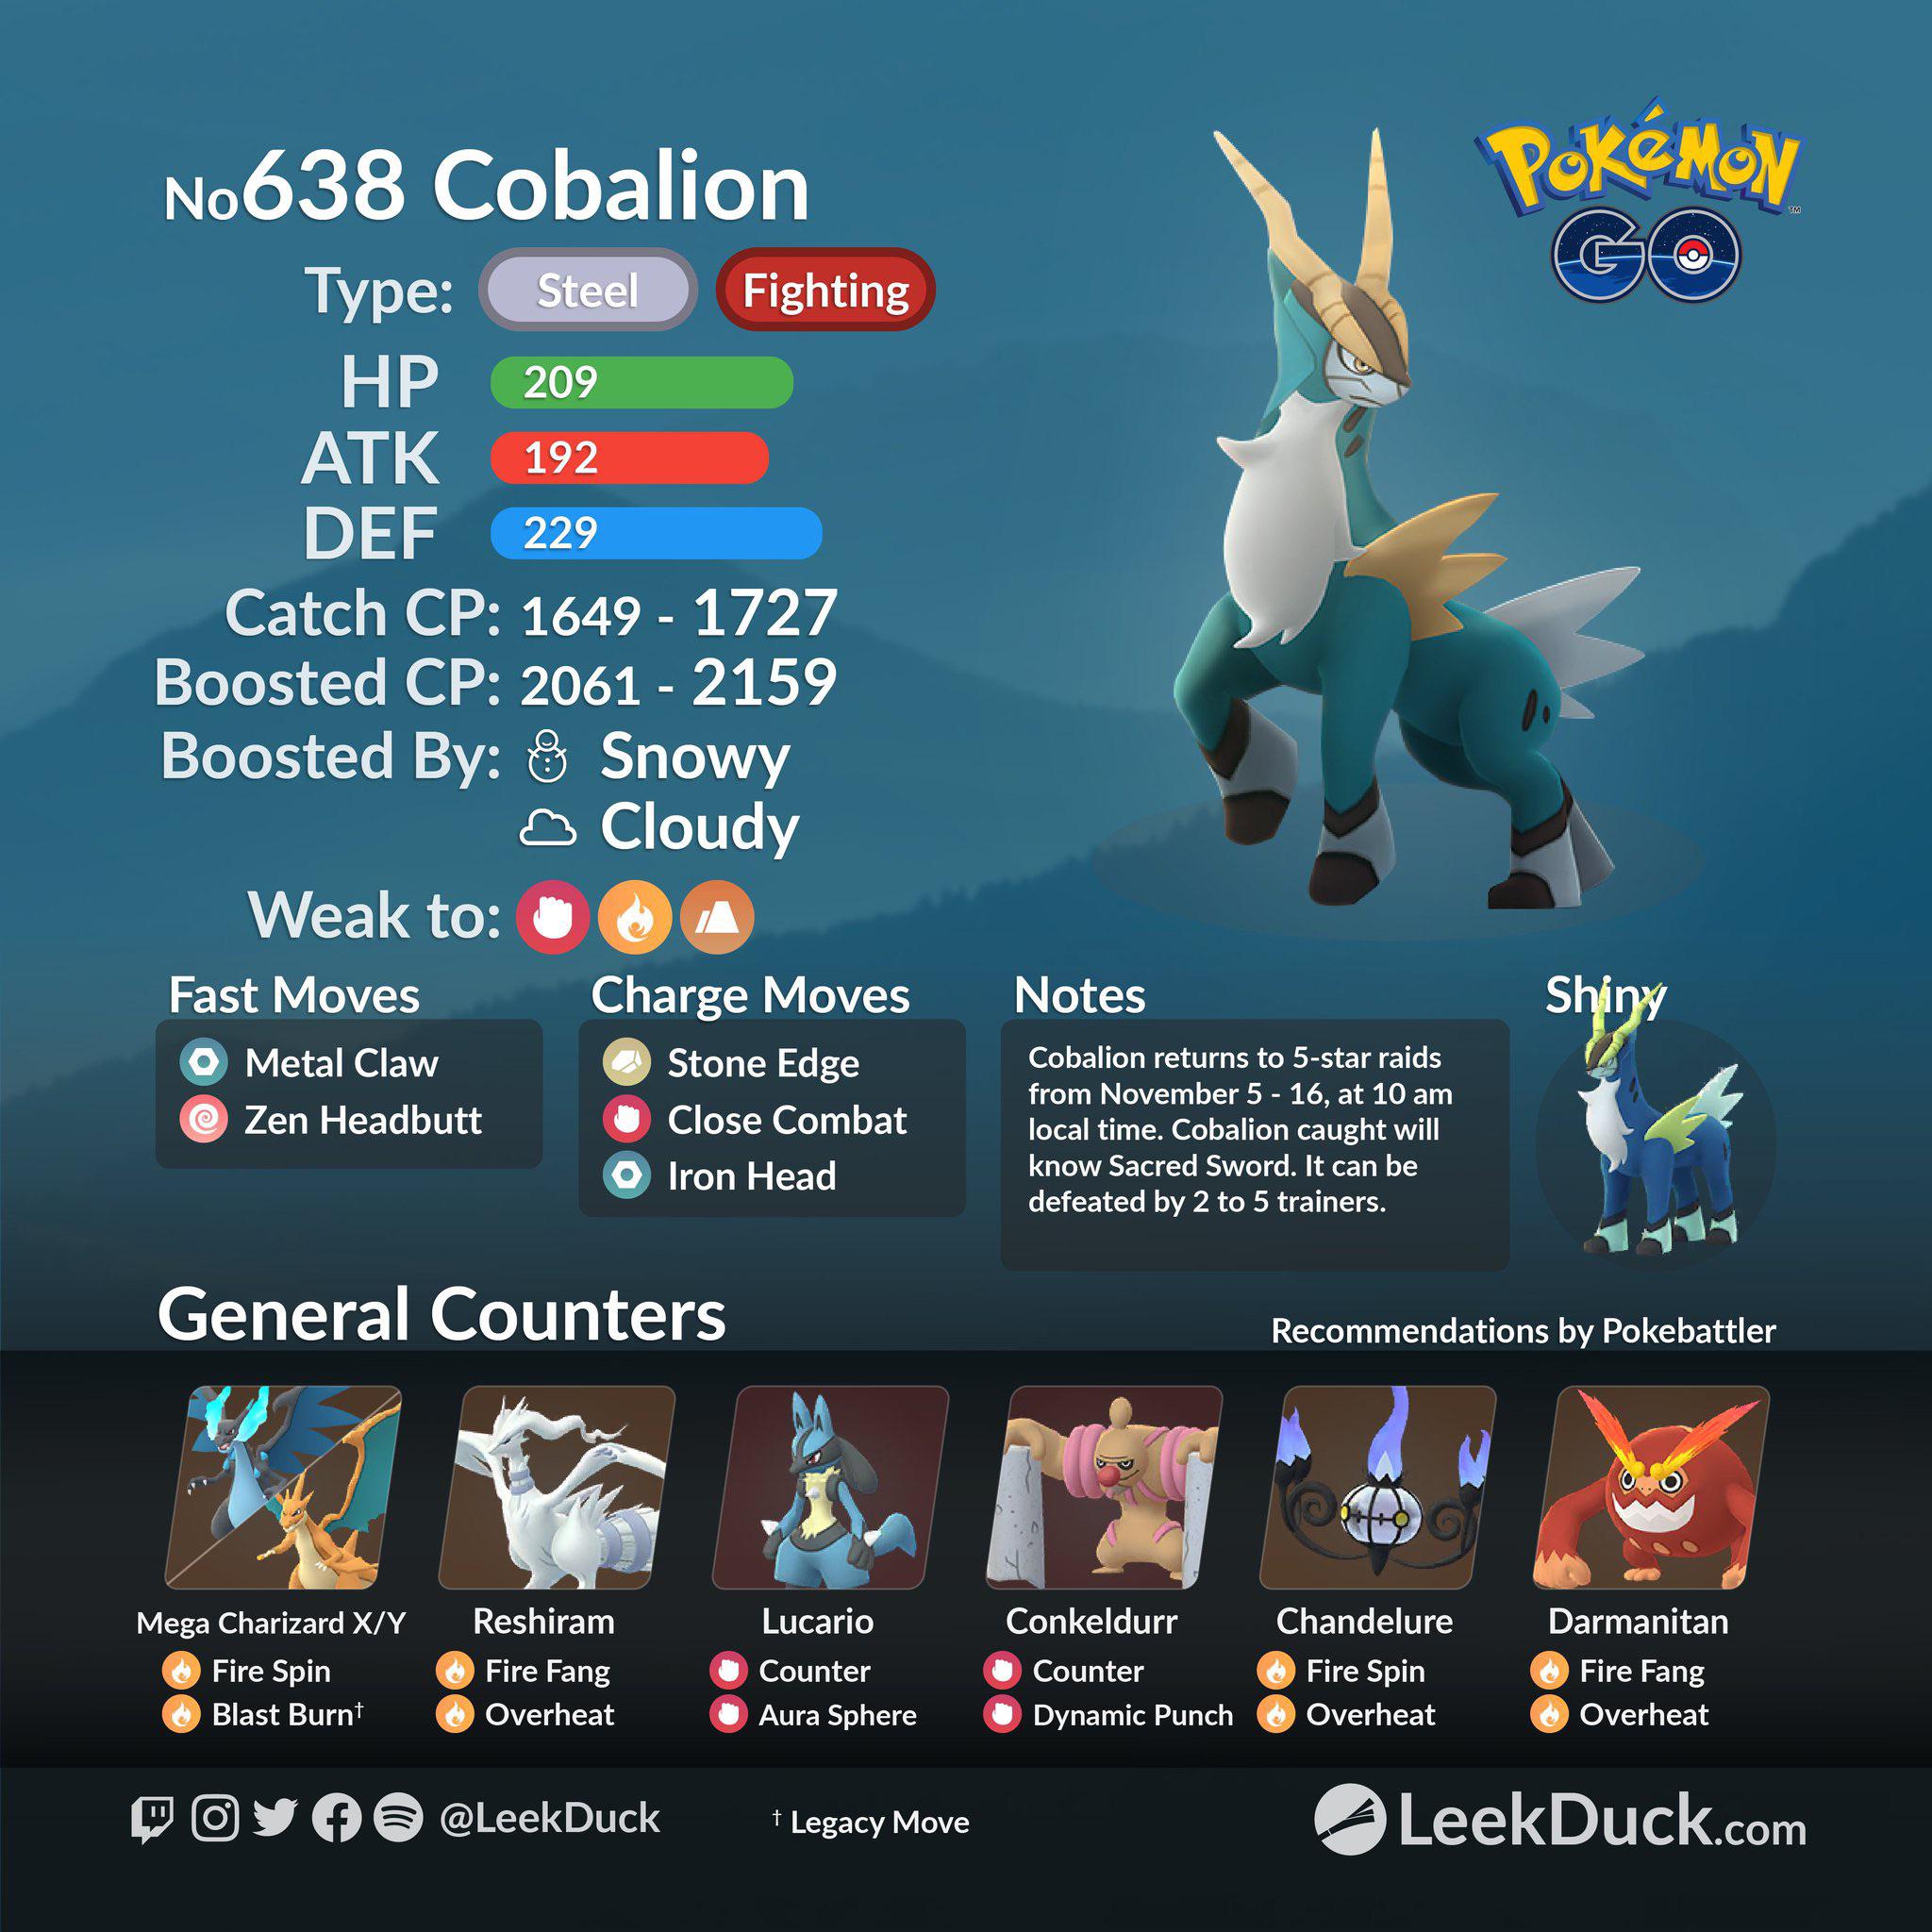 No638 Cobalion
POKéMON
GO
TM
Type: Steel Fighting
HP 209
ATK 192
DEF 229
Catch CP: 1649 - 1727
Boosted CP: 2061 - 2159
Boosted By: Snowy
Cloudy
Weak to:
Fast Moves
Metal Claw
Zen Headbutt
Charge Moves
Stone Edge
Close Combat
Iron Head
Notes
Cobalion returns to 5-star raids
from November 5 - 16, at 10 am
local time. Cobalion caught will
know Sacred Sword. It can be
defeated by 2 to 5 trainers.
Shiny
General Counters
Recommendations by Pokebattler
Mega Charizard X/Y
Fire Spin
Blast Burn†
Reshiram
Fire Fang
Overheat
Lucario
Counter
Aura Sphere
Conkeldurr
Counter
Dynamic Punch
Chandelure
Fire Spin
Overheat
Darmanitan
Fire Fang
Overheat
@LeekDuck
† Legacy Move
LeekDuck.com